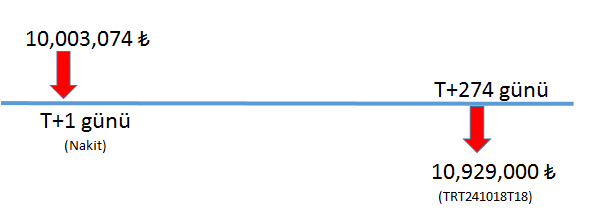 10,003,074 ₺
T+1 günü
(Nakit)
T+274 günü
10,929,000 ₺
(TRT241018T18)